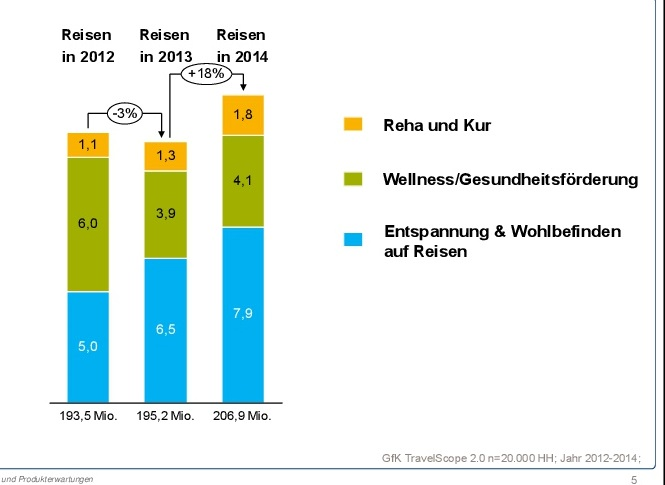 Reisen
in 2012
Reisen
in 2013
Reisen
in 2014
-3%
+18%
1,1
6,0
5,0
1,3
3,9
6,5
1,8
4,1
7,9
193,5 Mio.
195,2 Mio.
206,9 Mio.
Reha und Kur
Wellness/Gesundheitsförderung
Entspannung & Wohlbefinden
auf Reisen
GfK TravelScope 2.0 n=20.000 HH; Jahr 2012-2014;
und Produkterwartungen
5